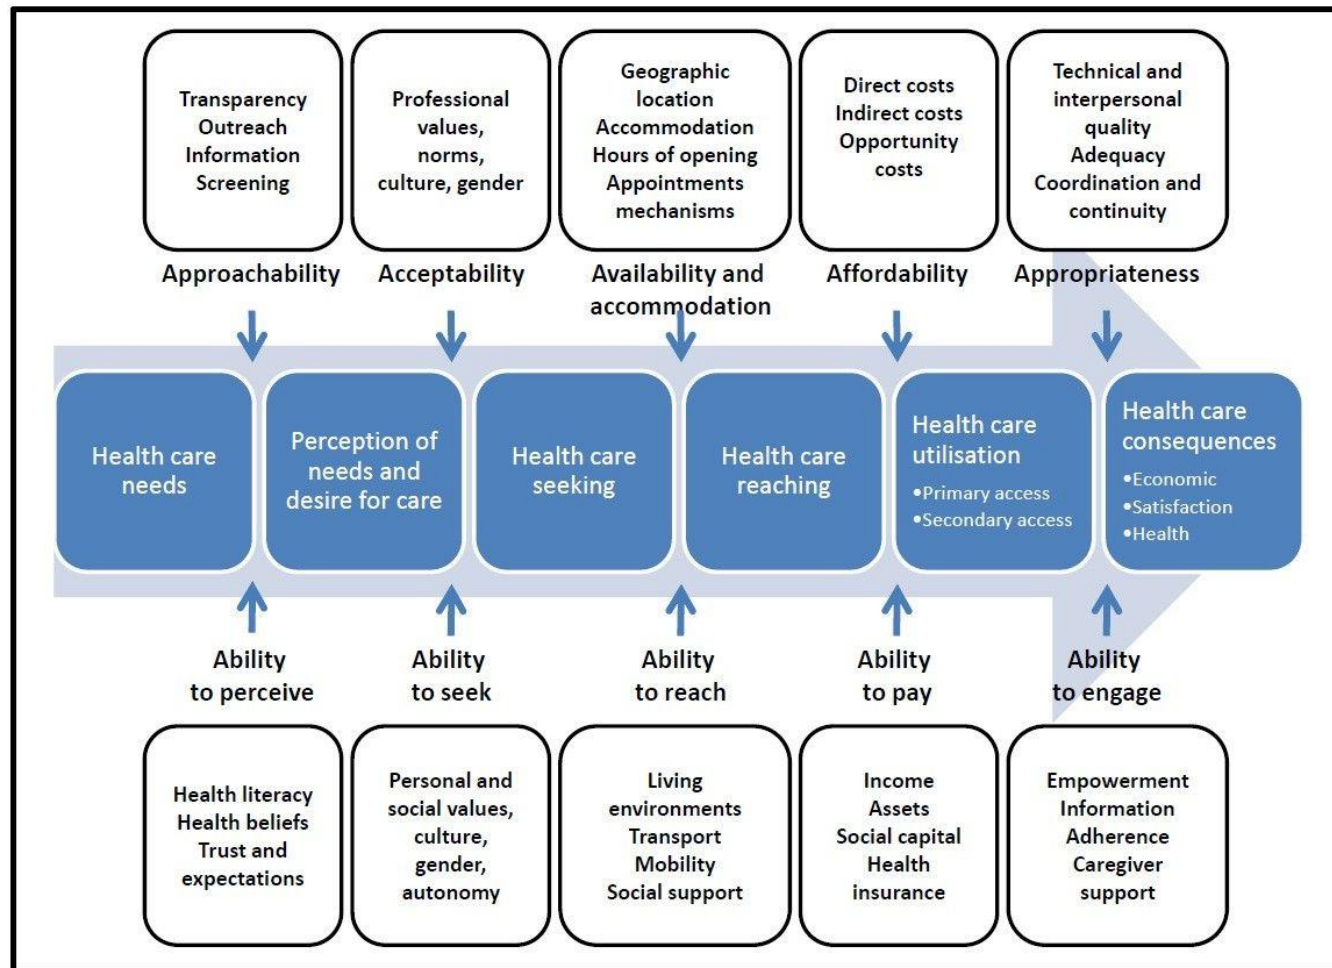 Transparency
Outreach
Information
Screening
Professional
values,
norms,
culture, gender
Geographic
location
Accommodation
Hours of opening
Appointments
mechanisms
Direct costs
Indirect costs
Opportunity
costs
Technical and
interpersonal
quality
Adequacy
Coordination and
continuity
Approachability
Acceptability
Availability and
accommodation
Affordability
Appropriateness
Health care
needs
Perception of
needs and
desire for care
Health care
seeking
Health care
reaching
Health care
utilisation
•Primary access
•Secondary access
Health care
consequences
•Economic
•Satisfaction
•Health
Ability
to perceive
Ability
to seek
Ability
to reach
Ability
to pay
Ability
to engage
Health literacy
Health beliefs
Trust and
expectations
Personal and
social values,
culture,
gender,
autonomy
Living
environments
Transport
Mobility
Social support
Income
Assets
Social capital
Health
insurance
Empowerment
Information
Adherence
Caregiver
support